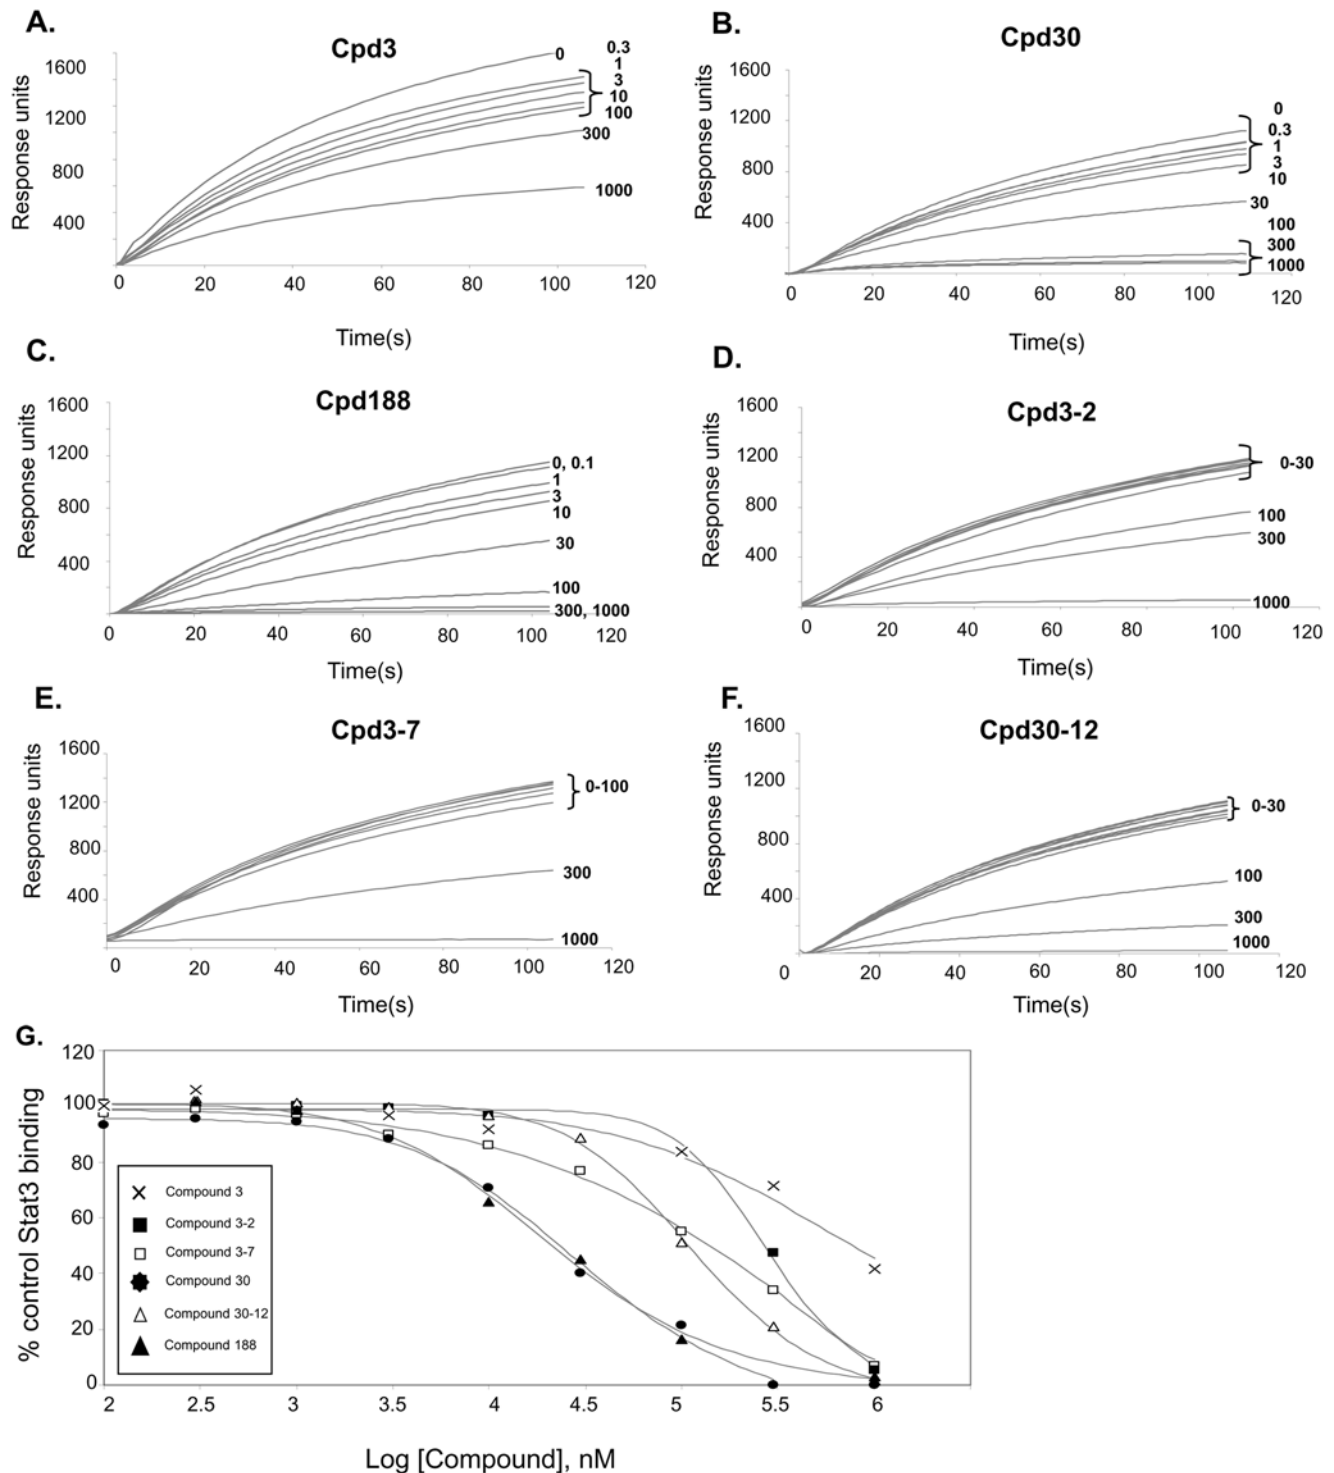 A.
Cpd3
Response units
1600
1200
800
400
0
0.3
1
3
10
100
300
1000
0 20 40 60 80 100 120
Time(s)
B.
Cpd30
Response units
1600
1200
800
400
0
0.3
1
3
10
30
100
300
1000
0 20 40 60 80 100 120
Time(s)
C.
Cpd188
Response units
1600
1200
800
400
0, 0.1
1
3
10
30
100
300, 1000
0 20 40 60 80 100 120
Time(s)
D.
Cpd3-2
Response units
1600
1200
800
400
0-30
100
300
1000
0 20 40 60 80 100 120
Time(s)
E.
Cpd3-7
Response units
1600
1200
800
400
0-100
300
1000
0 20 40 60 80 100 120
Time(s)
F.
Cpd30-12
Response units
1600
1200
800
400
0-30
100
300
1000
0 20 40 60 80 100 120
Time(s)
G.
% control Stat3 binding
120
100
80
60
40
20
0
Compound 3
Compound 3-2
Compound 3-7
Compound 30
Compound 30-12
Compound 188
2 2.5 3 3.5 4 4.5 5 5.5 6
Log [Compound], nM